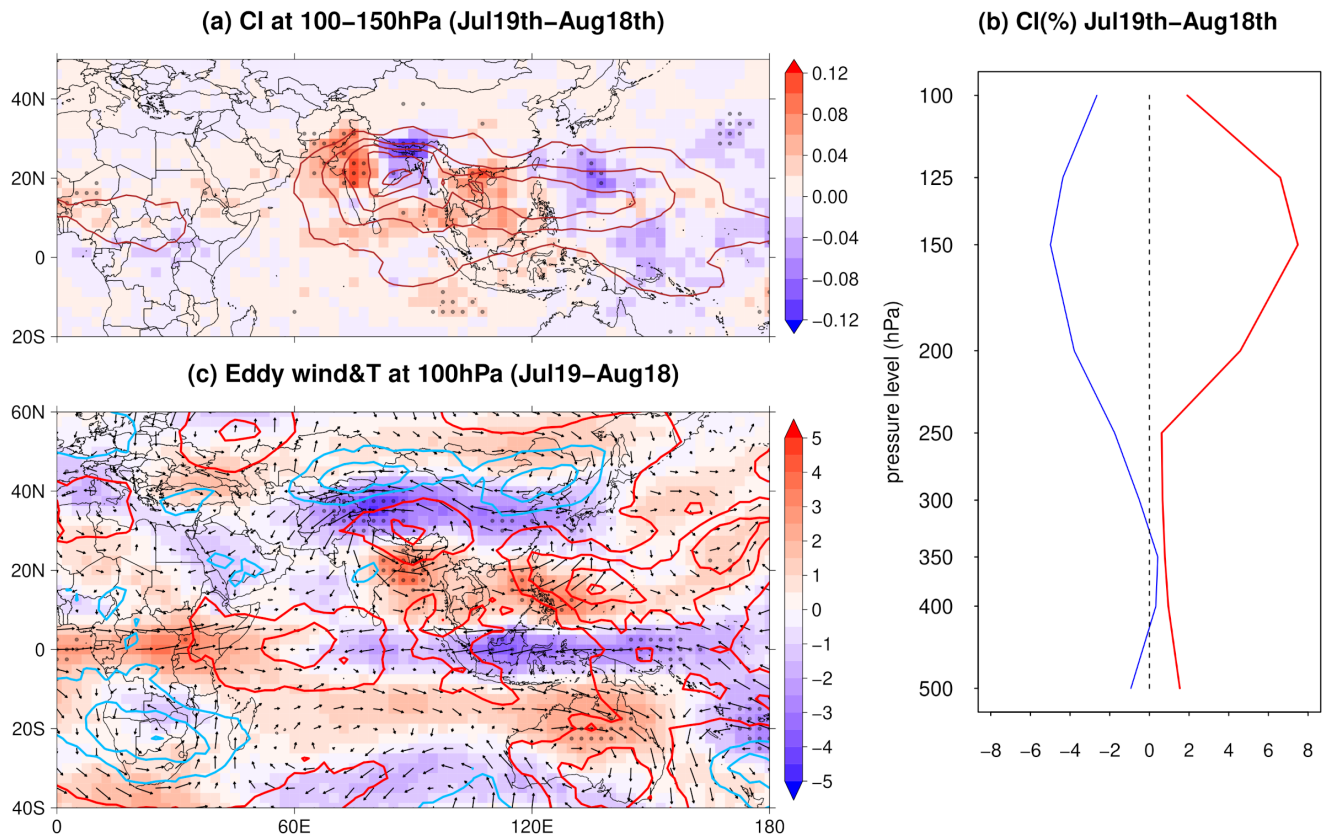 (a) Cl at 100−150hPa (Jul19th−Aug18th)
40N
20N
0
20S
0.12
0.08
0.04
0.00
−0.04
−0.08
−0.12
(b) Cl(%) Jul19th−Aug18th
pressure level (hPa)
100
125
150
200
250
300
350
400
500
−8 −6 −4 −2 0 2 4 6 8
(c) Eddy wind&T at 100hPa (Jul19−Aug18)
60N
40N
20N
0
20S
40S
0 60E 120E 180
5
4
3
2
1
0
−1
−2
−3
−4
−5